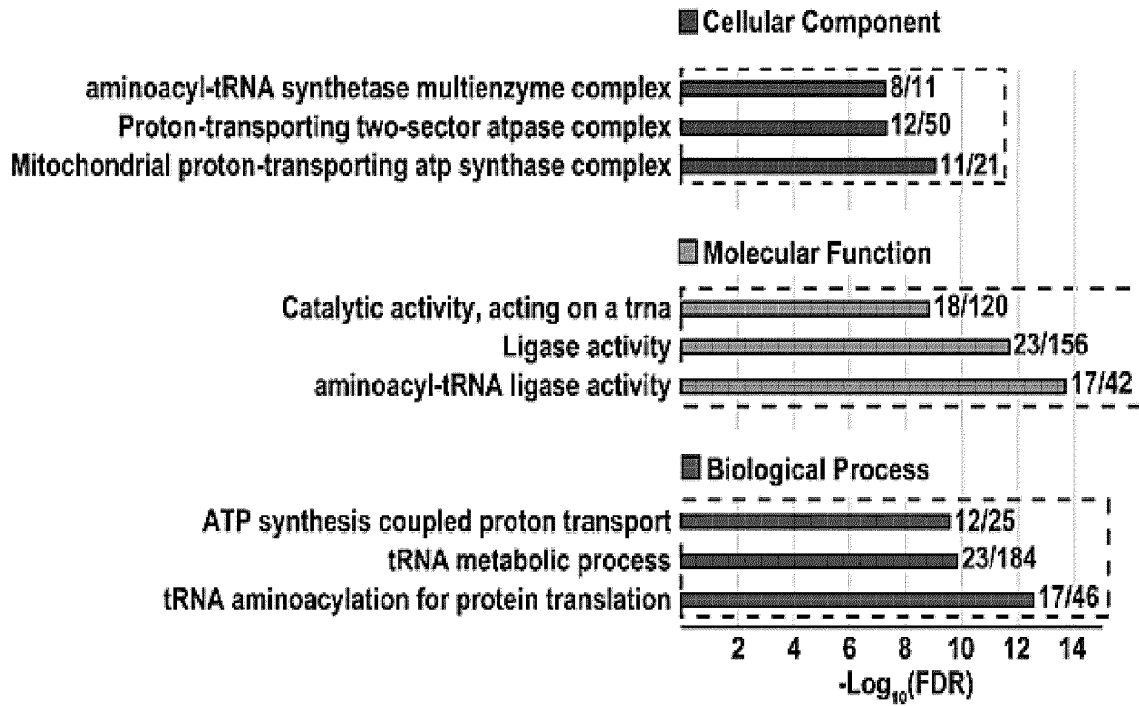 Cellular Component
aminoacyl-tRNA synthetase multienzyme complex 8/11
Proton-transporting two-sector atpase complex 12/50
Mitochondrial proton-transporting atp synthase complex 11/21
Molecular Function
Catalytic activity, acting on a trna 18/120
Ligase activity 23/156
aminoacyl-tRNA ligase activity 17/42
Biological Process
ATP synthesis coupled proton transport 12/25
tRNA metabolic process 23/184
tRNA aminoacylation for protein translation 17/46
2 4 6 8 10 12 14
-Log₁₀(FDR)